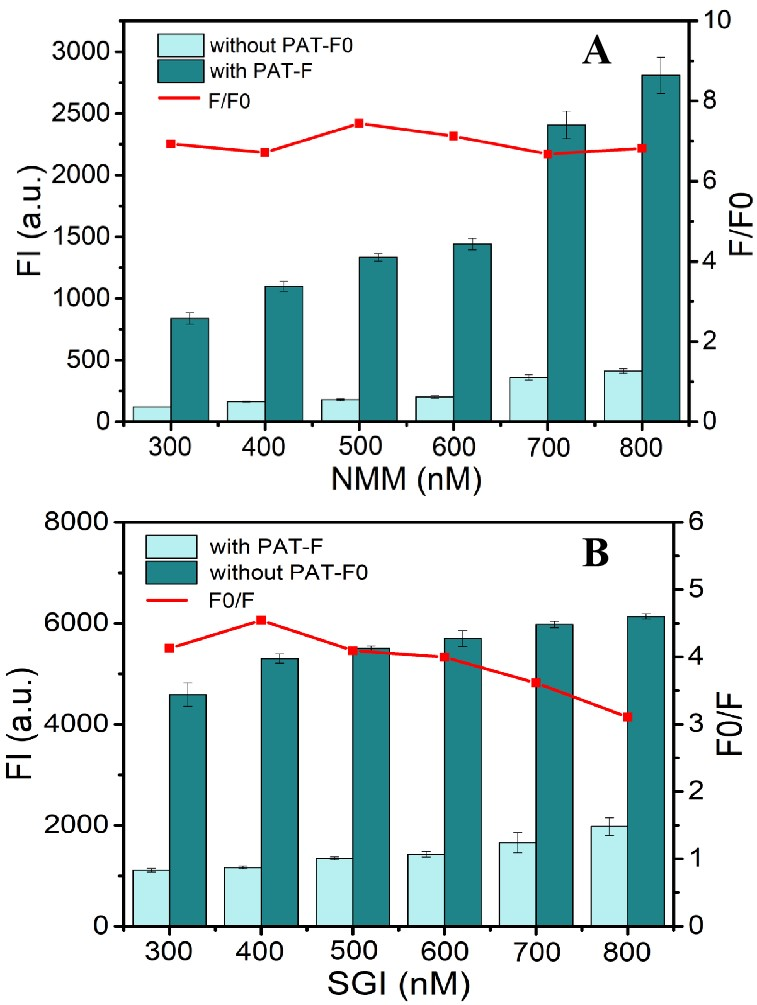 A
without PAT-F0
with PAT-F
F/F0
3000
2500
2000
1500
1000
500
0
FI (a.u.)
10
8
6
4
2
0
F/F0
300 400 500 600 700 800
NMM (nM)
B
with PAT-F
without PAT-F0
F0/F
8000
6000
4000
2000
0
FI (a.u.)
6
5
4
3
2
1
0
F0/F
300 400 500 600 700 800
SGI (nM)